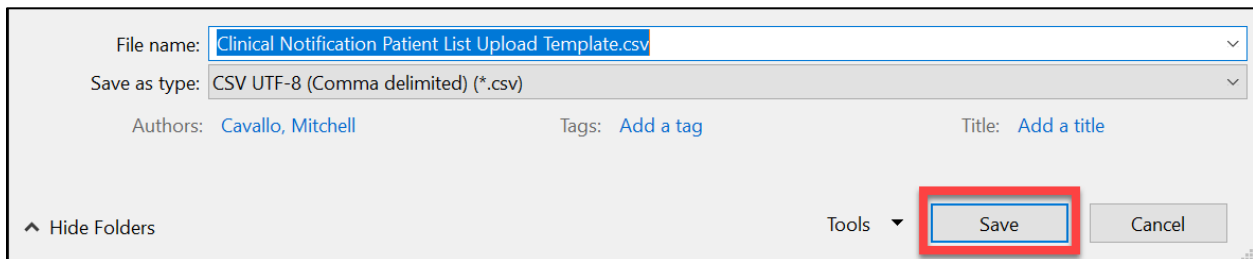 File name: Clinical Notification Patient List Upload Template.csv
Save as type: CSV UTF-8 (Comma delimited) (*.csv)
Authors: Cavallo, Mitchell Tags: Add a tag Title: Add a title
Hide Folders Tools Save Cancel